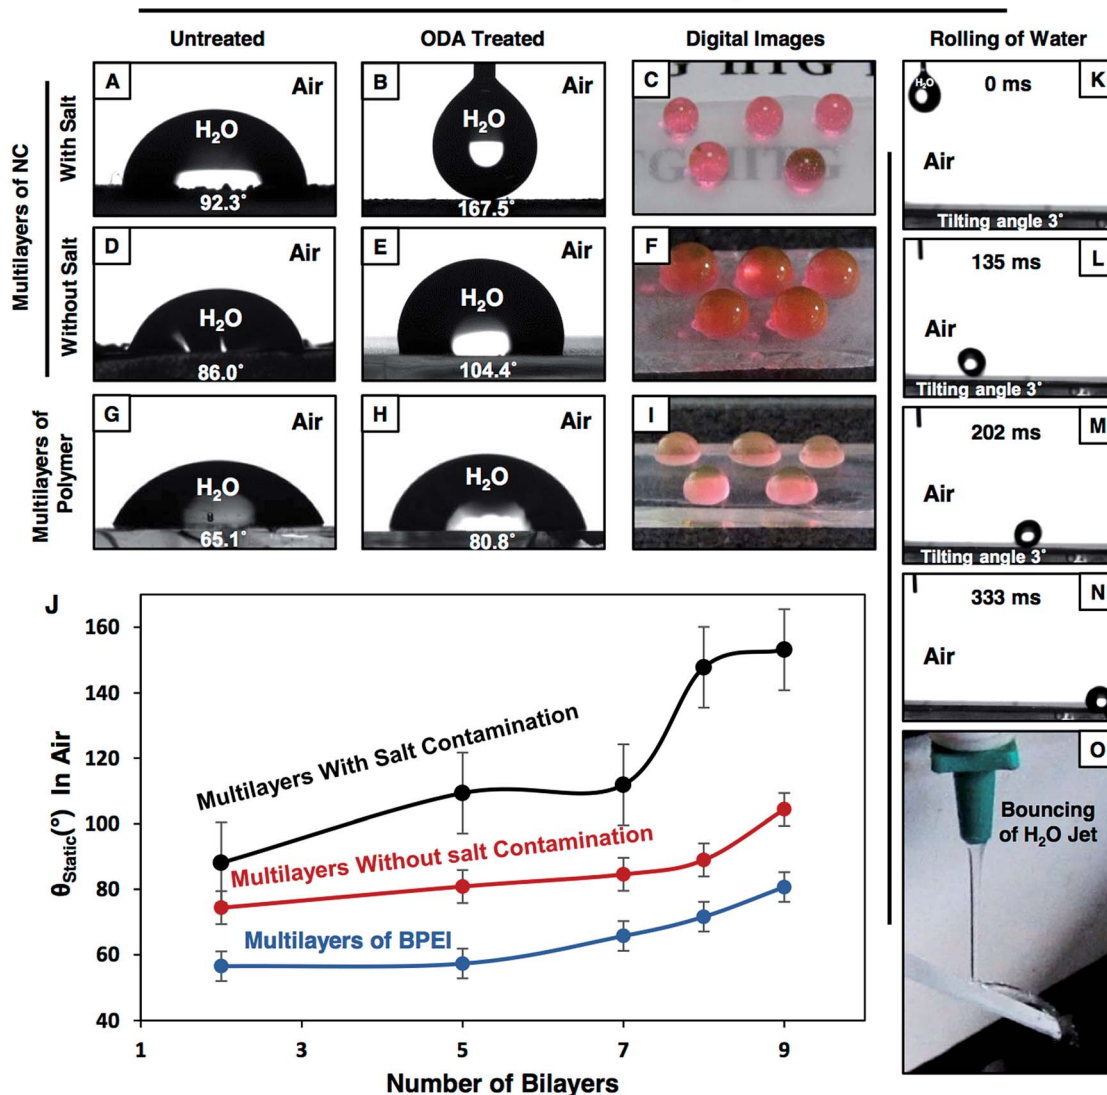 Untreated
ODA Treated
Digital Images
Rolling of Water
Multilayers of NC
With Salt
A
Air
H₂O
92.3°
B
Air
H₂O
167.5°
C
K
H₂O
0 ms
Air
Tilting angle 3°
Without Salt
D
Air
H₂O
86.0°
E
Air
H₂O
104.4°
F
L
135 ms
Air
Tilting angle 3°
Multilayers of
Polymer
G
Air
H₂O
65.1°
H
Air
H₂O
80.8°
I
M
202 ms
Air
Tilting angle 3°
N
333 ms
Air
O
Bouncing
of H₂O Jet
J
θStatic(°) In Air
160
140
120
100
80
60
40
Multilayers With Salt Contamination
Multilayers Without salt Contamination
Multilayers of BPEI
1 3 5 7 9
Number of Bilayers